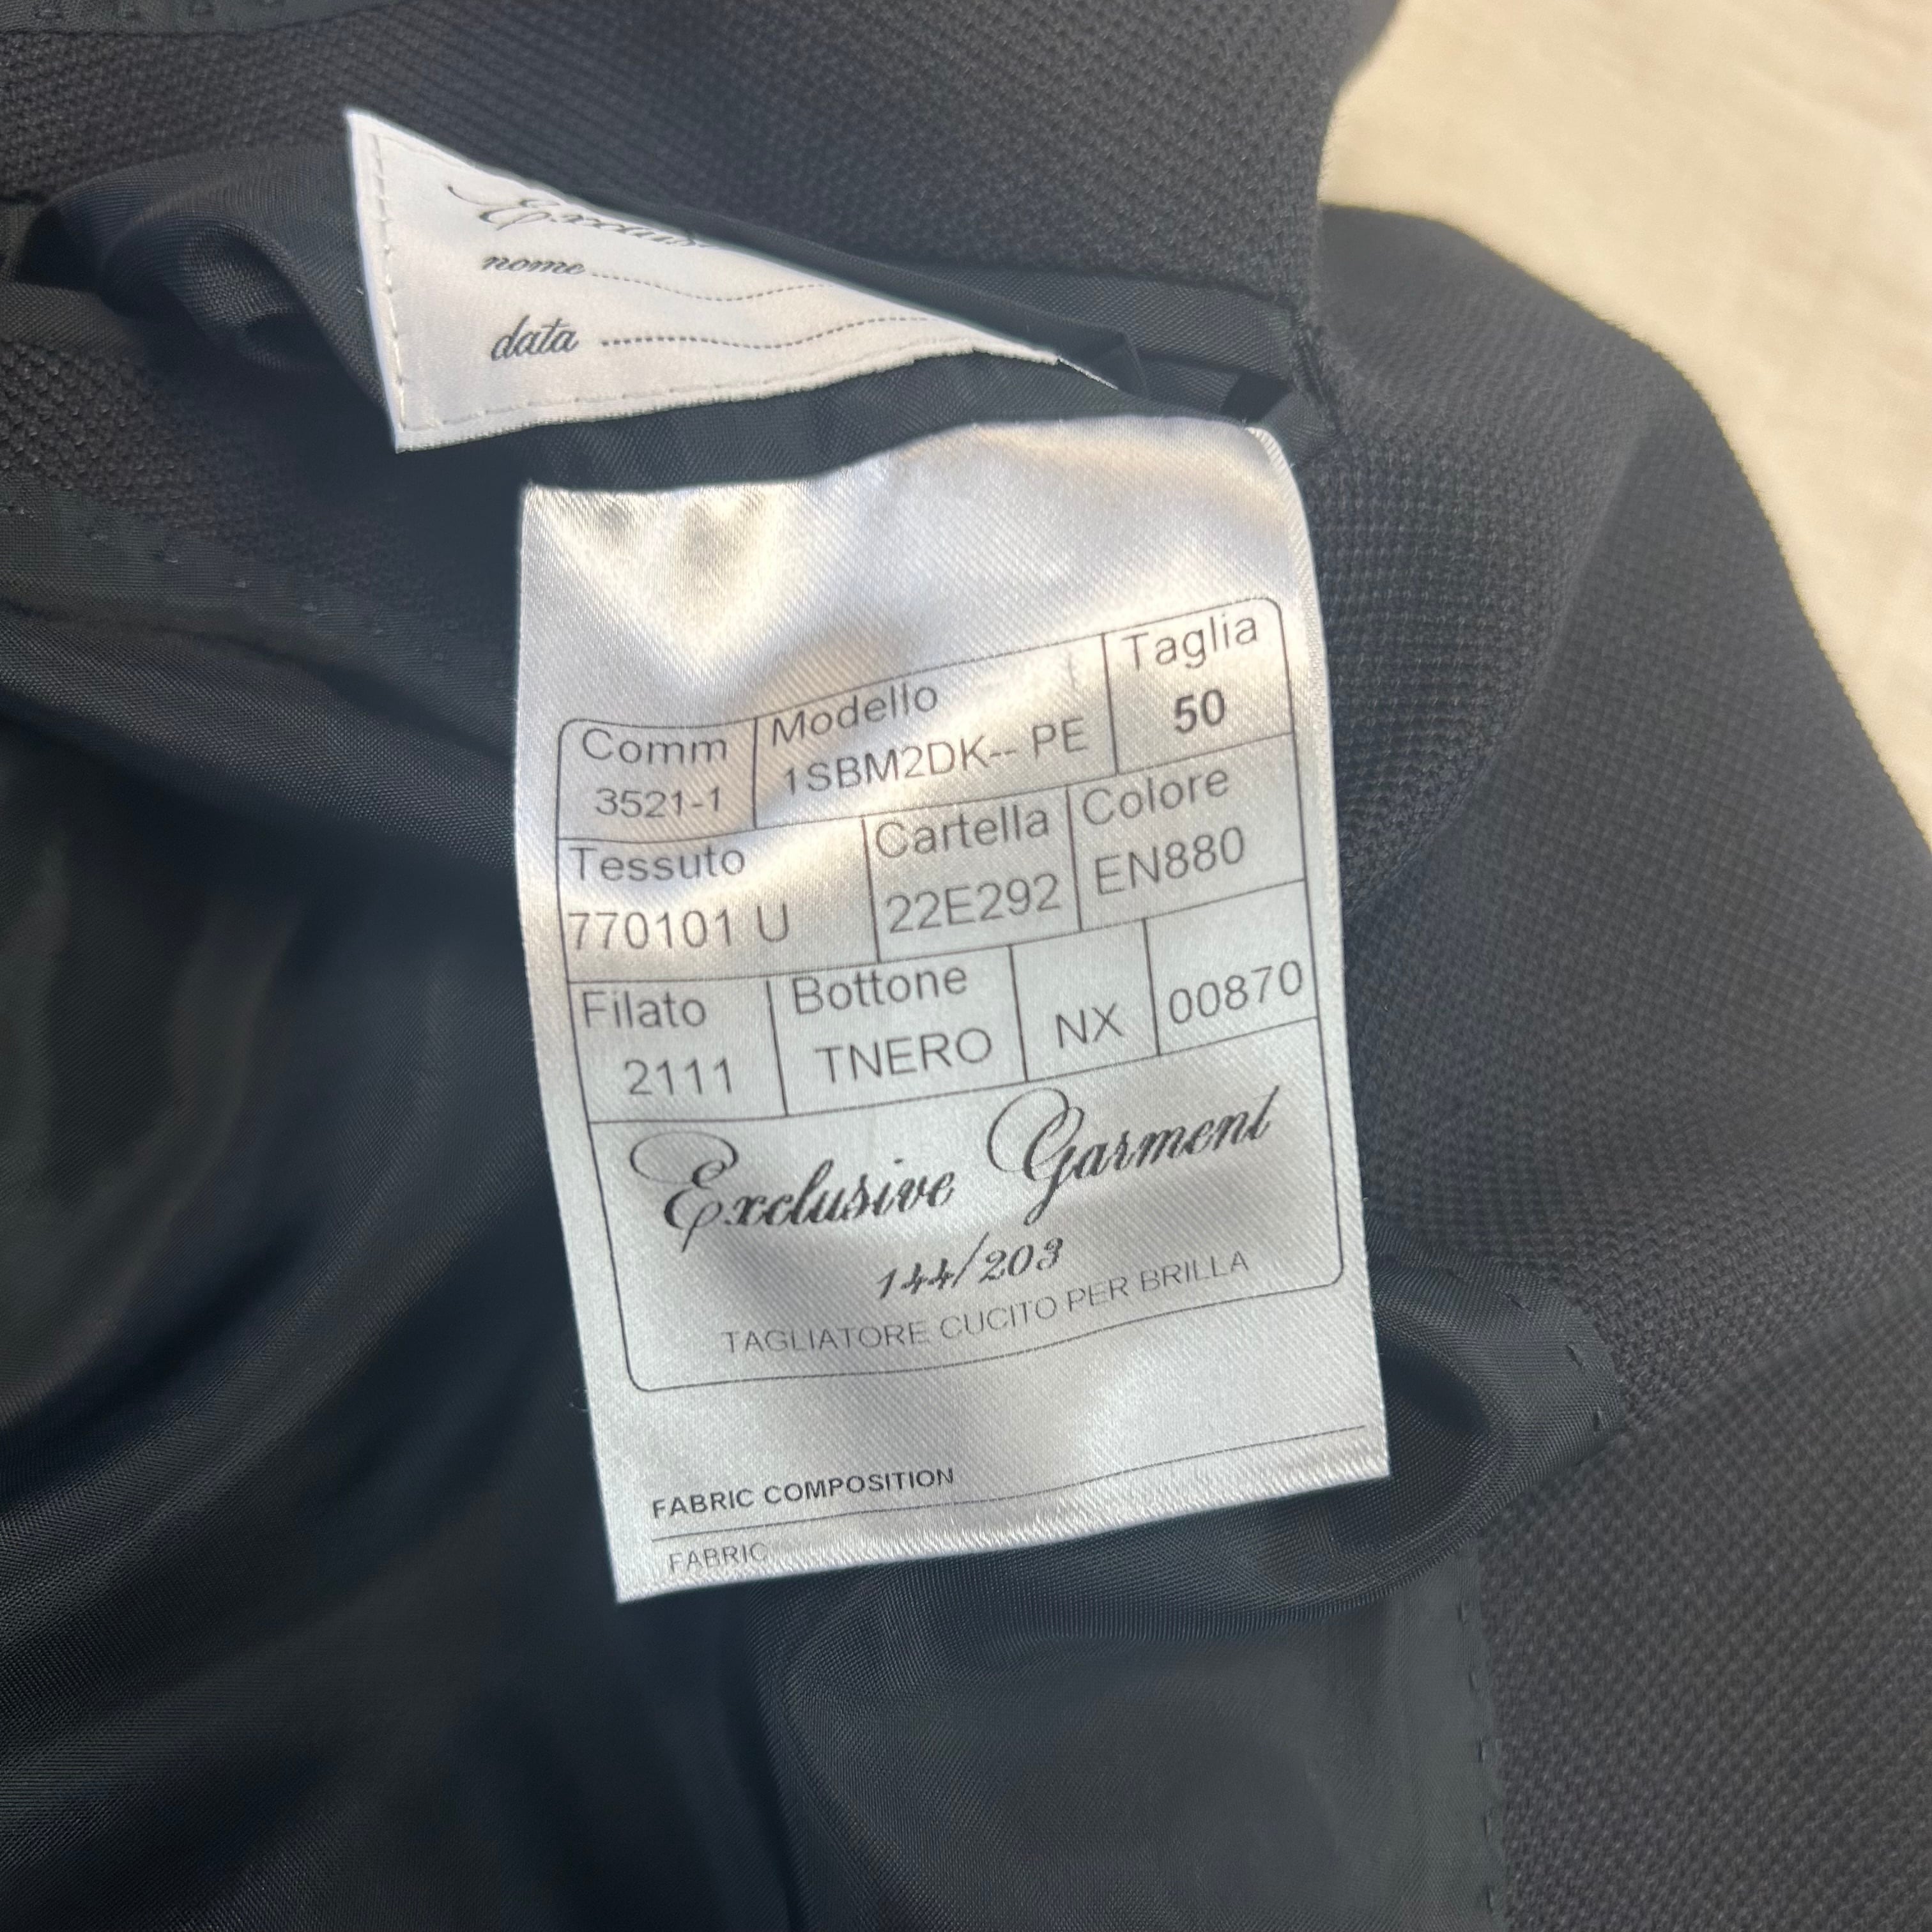 nome
data
Comm Modello Taglia
3521-1 1SBM2DK-- PE 50
Tessuto Cartella Colore
770101 U 22E292 EN880
Filato Bottone
2111 TNERO NX 00870
Exclusive Garment
144/203
TAGLIATORE CUCITO PER BRILLA
FABRIC COMPOSITION
FABRIC